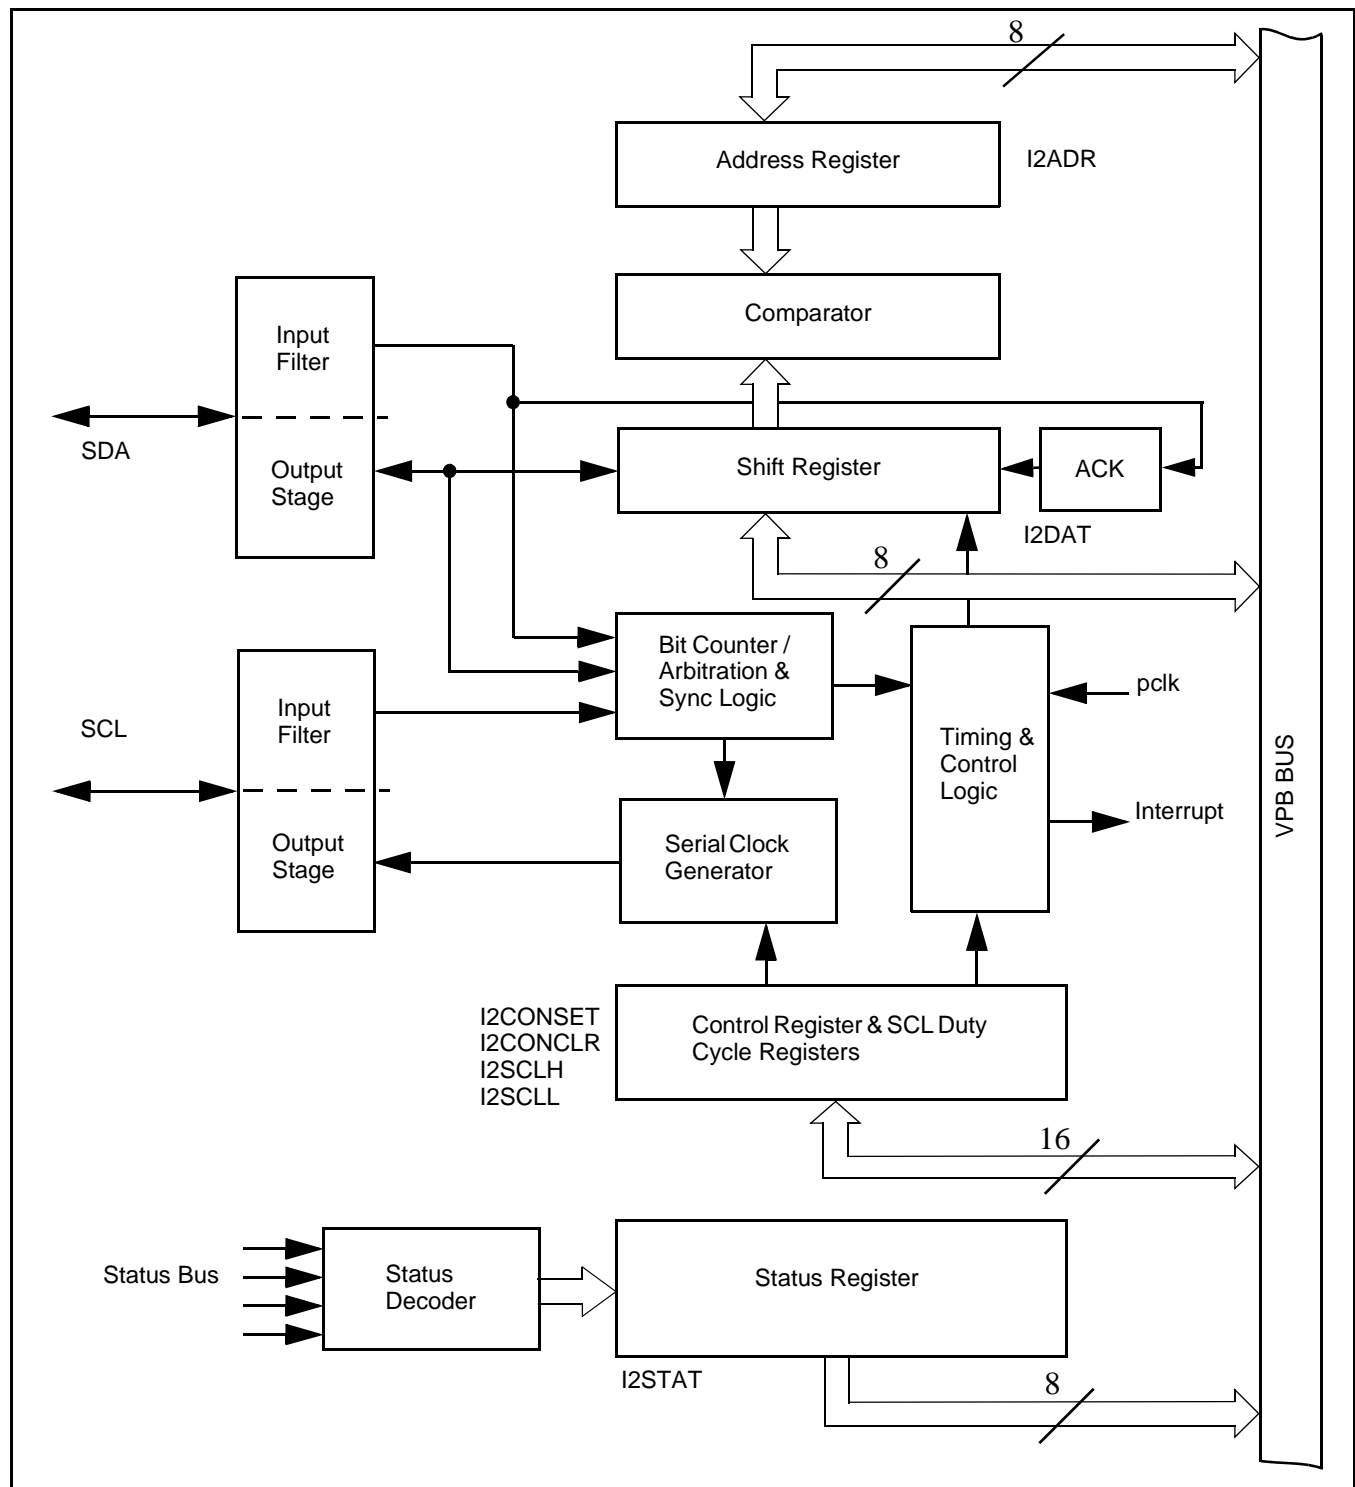 8
Address Register
I2ADR
Comparator
Input
Filter
SDA
Output
Stage
Shift Register
ACK
I2DAT
8
Bit Counter /
Arbitration &
Sync Logic
pclk
Input
Filter
SCL
Timing &
Control
Logic
Interrupt
VPB BUS
Output
Stage
Serial Clock
Generator
I2CONSET
I2CONCLR
I2SCLH
I2SCLL
Control Register & SCL Duty
Cycle Registers
16
Status Bus
Status
Decoder
Status Register
I2STAT
8